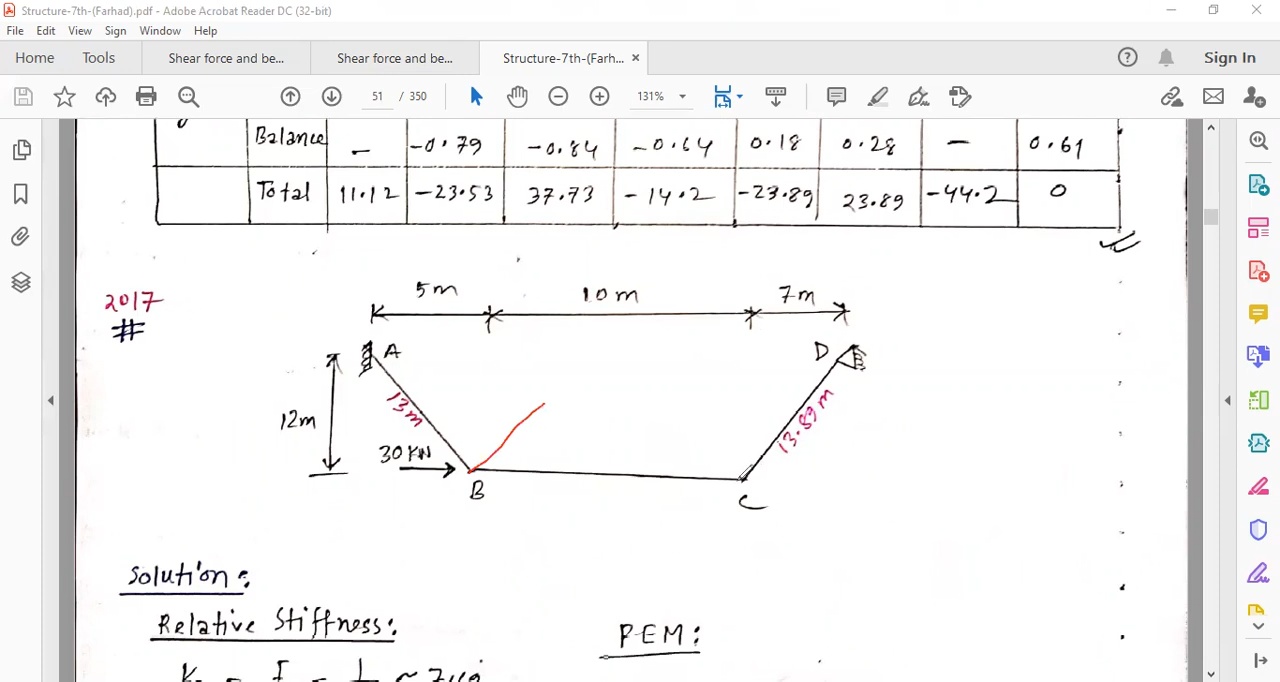 Structure-7th-(Farhad).pdf - Adobe Acrobat Reader DC (32-bit)
File Edit View Sign Window Help
Home Tools Shear force and be... Shear force and be... Structure-7th-(Farh... × Sign In
51 / 350 131%
Balance - -0.79 -0.84 -0.64 0.18 0.28 - 0.61
Total 11.12 -23.53 37.73 -14.2 -23.89 23.89 -44.2 0
2017
#
5m 10m 7m
A D
12m 13m 13.89m
30KN
B C
Solution:
Relative Stiffness: FEM: